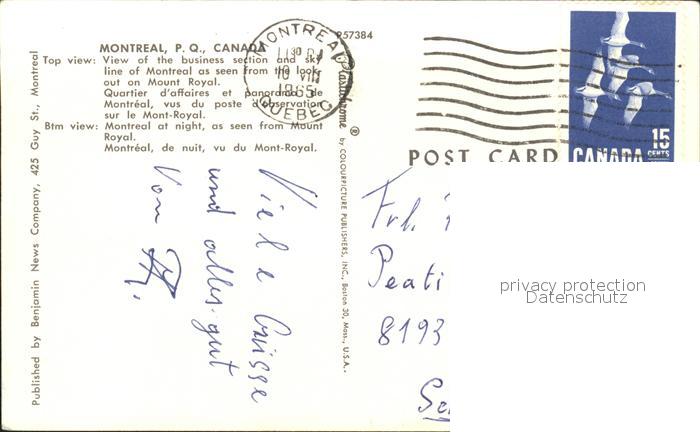 MONTREAL, P. Q., CANADA
Top view: View of the business section and sky
line of Montreal as seen from the look-
out on Mount Royal.
Quartier d'affaires et panorama de
Montréal, vus du poste d'observation
sur le Mont-Royal.
Btm view: Montreal at night, as seen from Mount
Royal.
Montréal, de nuit, vu du Mont-Royal.
Published by Benjamin News Company, 425 Guy St., Montreal
Viele Grüsse
und alles gut
Von
P57384
Plastichrome ®
by COLOURPICTURE PUBLISHERS, INC., Boston 30, Mass., U.S.A.
MONTREAL
1965
QUEBEC
POST CARD
15
CENTS
CANADA
Frl.
Peati
8193
privacy protection
Datenschutz